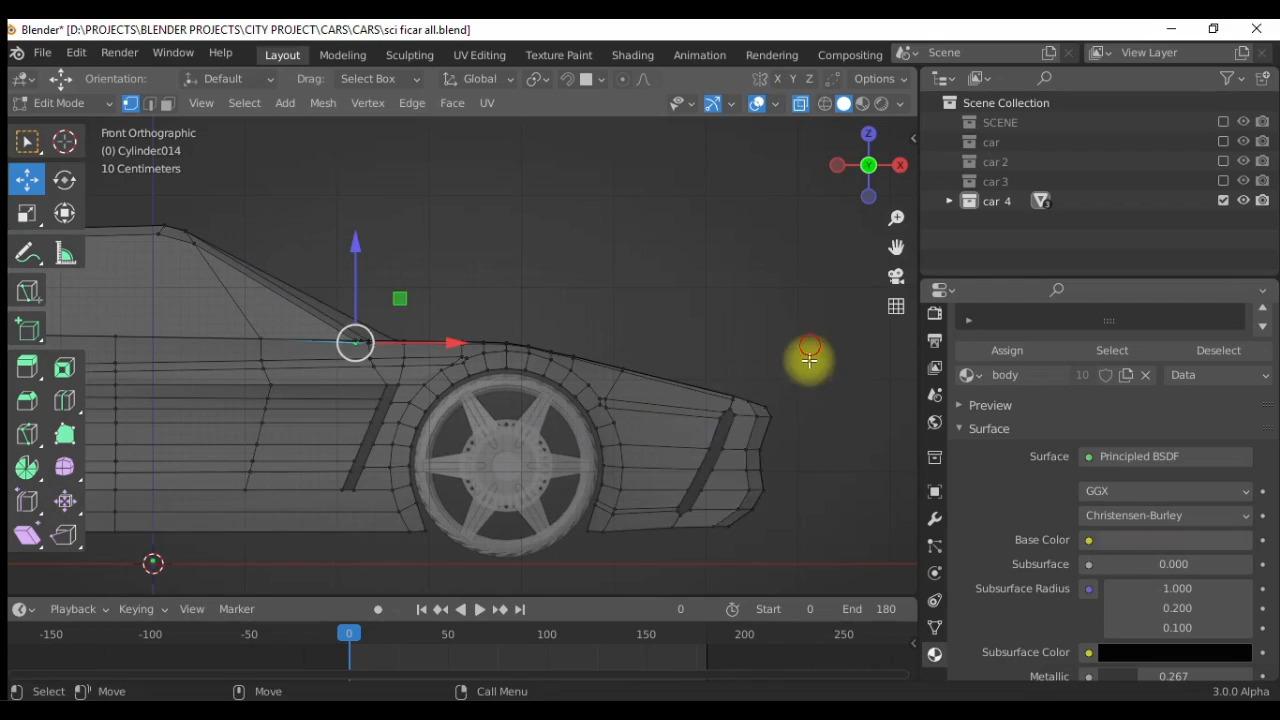 Blender* [D:\PROJECTS\BLENDER PROJECTS\CITY PROJECT\CARS\CARS\sci ficar all.blend]
File Edit Render Window Help Layout Modeling Sculpting UV Editing Texture Paint Shading Animation Rendering Compositing Scene View Layer
Orientation: Default Drag: Select Box Global X Y Z Options
Edit Mode View Select Add Mesh Vertex Edge Face UV
Scene Collection
SCENE
car
car 2
car 3
car 4
Front Orthographic
(0) Cylinder.014
10 Centimeters
Z
Y
X
Assign Select Deselect
body 10 Data
Preview
Surface
Surface Principled BSDF
GGX
Christensen-Burley
Base Color
Subsurface 0.000
Subsurface Radius 1.000
0.200
0.100
Subsurface Color
Metallic 0.267
Playback Keying View Marker 0 Start 0 End 180
-150 -100 -50 0 50 100 150 200 250
Select Move Move Call Menu 3.0.0 Alpha